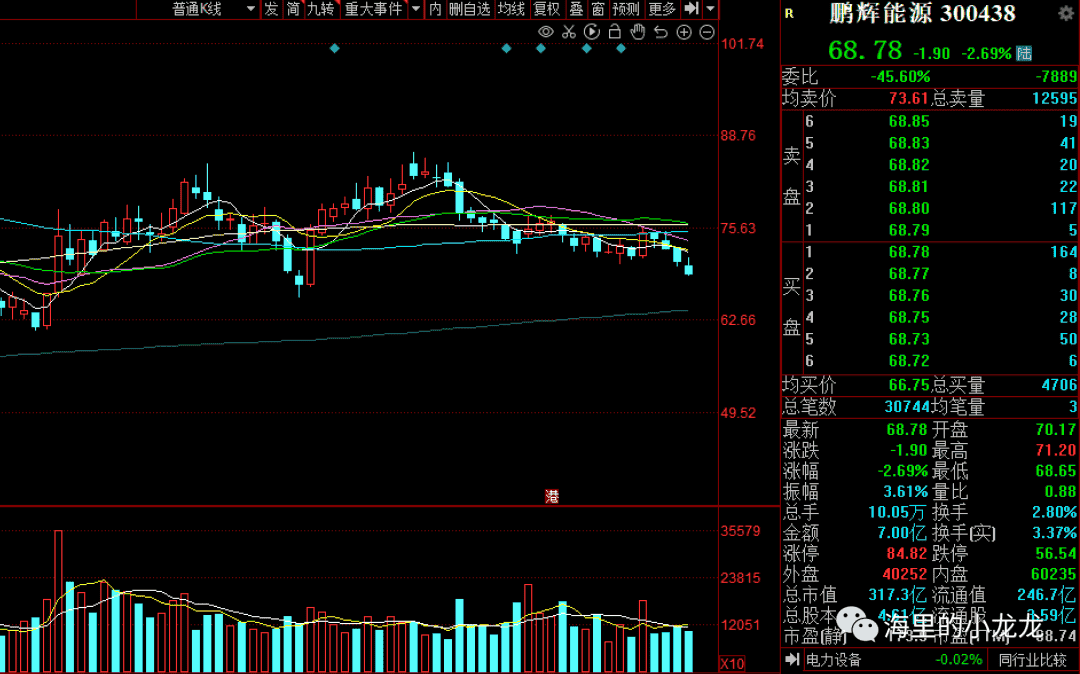 普通K线 发 简 九转 重大事件 内 删自选 均线 复权 叠 窗 预测 更多
101.74
88.76
75.63
62.66
49.52
港
35579
23815
12051
X10
R 鹏辉能源 300438
68.78 -1.90 -2.69% 陆
委比 -45.60% -7889
均卖价 73.61 总卖量 12595
卖盘
6 68.85 19
5 68.83 41
4 68.82 20
3 68.81 22
2 68.80 117
1 68.79 5
买盘
1 68.78 164
2 68.77 8
3 68.76 30
4 68.75 28
5 68.73 50
6 68.72 6
均买价 66.75 总买量 4706
总笔数 30744 均笔量 3
最新 68.78 开盘 70.17
涨跌 -1.90 最高 71.20
涨幅 -2.69% 最低 68.65
振幅 3.61% 量比 0.88
总手 10.05万 换手 2.80%
金额 7.00亿 换手(实) 3.37%
涨停 84.82 跌停 56.54
外盘 40252 内盘 60235
总市值 317.3亿 流通值 246.7亿
总股本 4.61亿 流通股 3.59亿
市盈(静) 市盈(TTM)
海里的小龙龙
电力设备 -0.02% 同行业比较